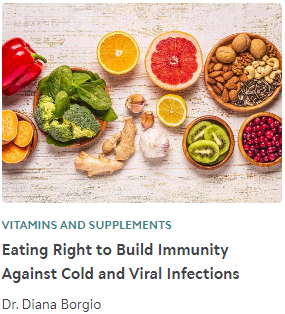 VITAMINS AND SUPPLEMENTS
Eating Right to Build Immunity
Against Cold and Viral Infections
Dr. Diana Borgio